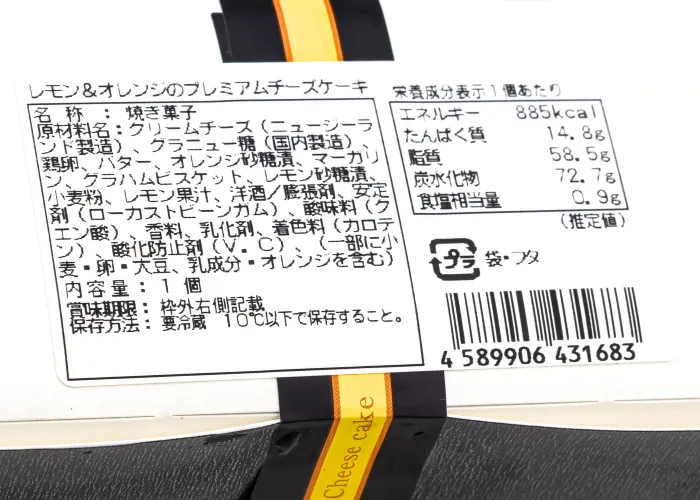 レモン&オレンジのプレミアムチーズケーキ
名 称 : 焼き菓子
原材料名:クリームチーズ(ニュージーラ
ンド製造)、グラニュー糖(国内製造)、
鶏卵、バター、オレンジ砂糖漬、マーガリ
ン、グラハムビスケット、レモン砂糖漬、
小麦粉、レモン果汁、洋酒/膨張剤、安定
剤(ローカストビーンガム)、酸味料(ク
エン酸)、香料、乳化剤、着色料(カロテ
ン)、酸化防止剤(V.C)、(一部に小
麦・卵・大豆、乳成分・オレンジを含む)
内容量:1個
賞味期限:枠外右側記載
保存方法:要冷蔵 10℃以下で保存すること。
栄養成分表示1個あたり
エネルギー 885kcal
たんぱく質 14.8g
脂質 58.5g
炭水化物 72.7g
食塩相当量 0.9g
(推定値)
プラ 袋・フタ
4 589906 431683
Cheese cake